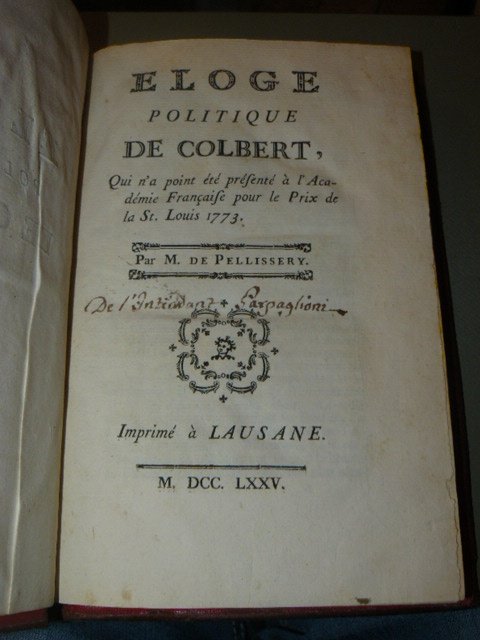 ELOGE
POLITIQUE
DE COLBERT,
Qui n'a point été préſenté à l'Aca-
démie Françaiſe pour le Prix de
la St. Louis 1773.
Par M. DE PELLISSERY.
De l'Intendant Parpaglioni
Imprimé à LAUSANE.
M. DCC. LXXV.